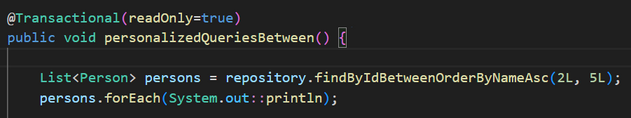 @Transactional(readOnly=true)
public void personalizedQueriesBetween() {
List<Person> persons = repository.findByIdBetweenOrderByNameAsc(2L, 5L);
persons.forEach(System.out::println);